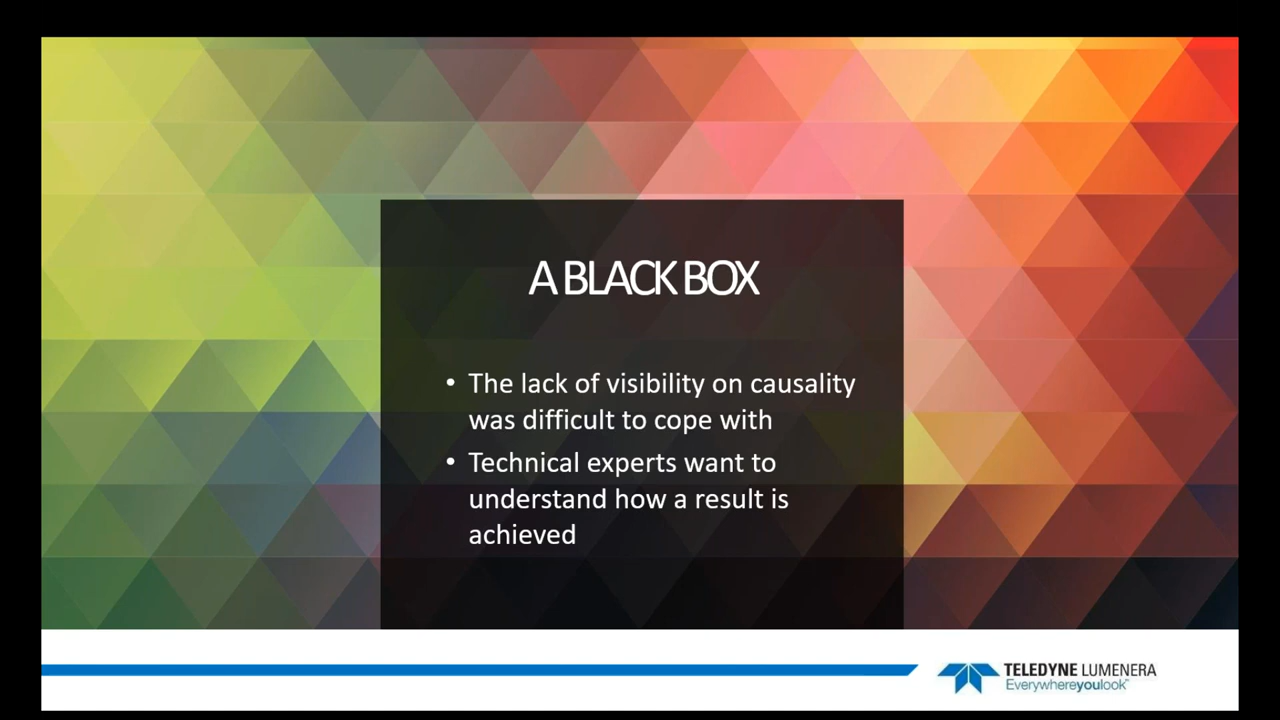 A BLACK BOX
• The lack of visibility on causality
was difficult to cope with
• Technical experts want to
understand how a result is
achieved
TELEDYNE LUMENERA
Everywhereyoulook™